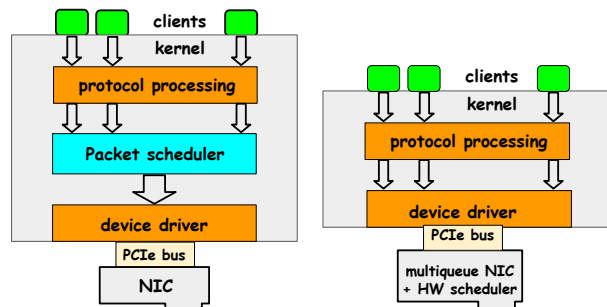 clients
kernel
protocol processing
Packet scheduler
device driver
PCIe bus
NIC
clients
kernel
protocol processing
device driver
PCIe bus
multiqueue NIC
+ HW scheduler